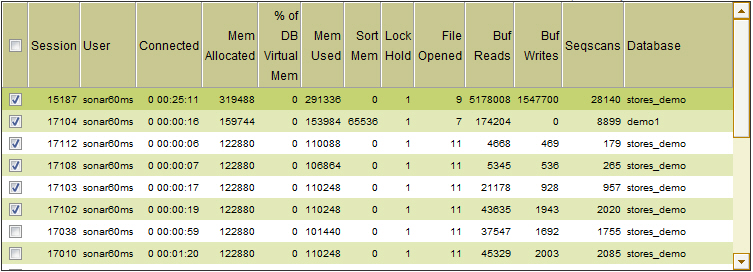 Session User Connected Mem Allocated % of DB Virtual Mem Mem Used Sort Mem Lock Hold File Opened Buf Reads Buf Writes Seqscans Database
15187 sonar60ms 0 00:25:11 319488 0 291336 0 1 9 5178008 1547700 28140 stores_demo
17104 sonar60ms 0 00:00:16 159744 0 153984 65536 1 7 174204 0 8899 demo1
17112 sonar60ms 0 00:00:06 122880 0 110088 0 1 11 4668 469 179 stores_demo
17108 sonar60ms 0 00:00:07 122880 0 106864 0 1 11 5345 536 265 stores_demo
17103 sonar60ms 0 00:00:17 122880 0 110248 0 1 11 21178 928 957 stores_demo
17102 sonar60ms 0 00:00:19 122880 0 110248 0 1 11 43635 1943 2020 stores_demo
17038 sonar60ms 0 00:00:59 122880 0 101440 0 1 11 37547 1692 1755 stores_demo
17010 sonar60ms 0 00:01:20 122880 0 110248 0 1 11 45329 2003 2085 stores_demo